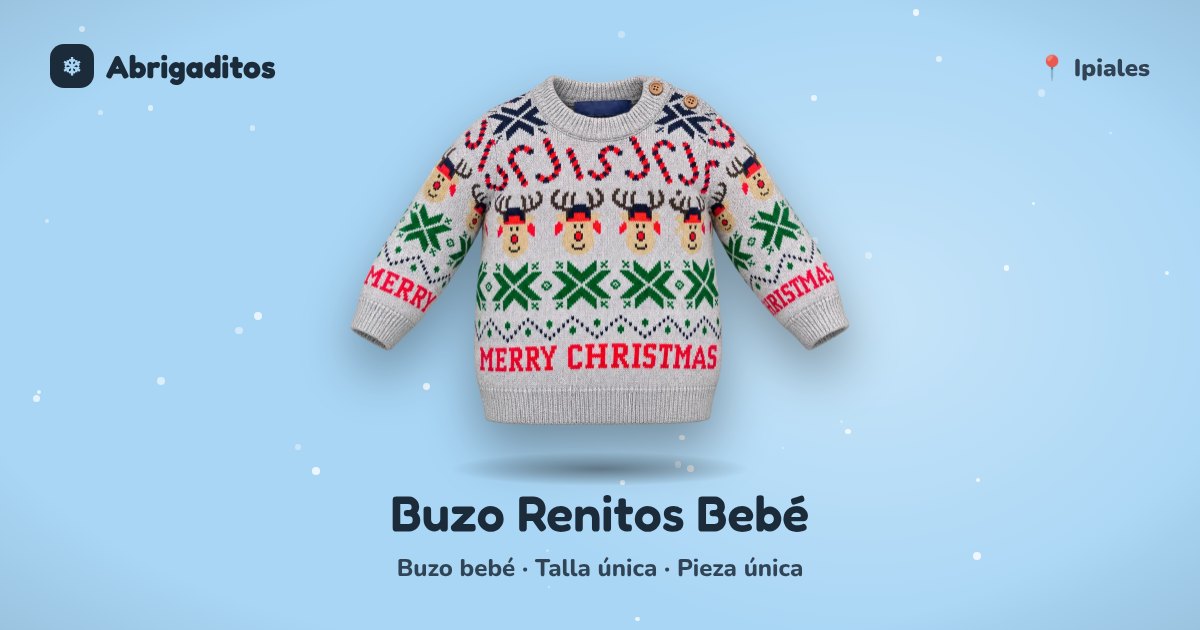 Abrigaditos
Ipiales
MERRY
CHRISTMAS
MERRY CHRISTMAS
Buzo Renitos Bebé
Buzo bebé · Talla única · Pieza única